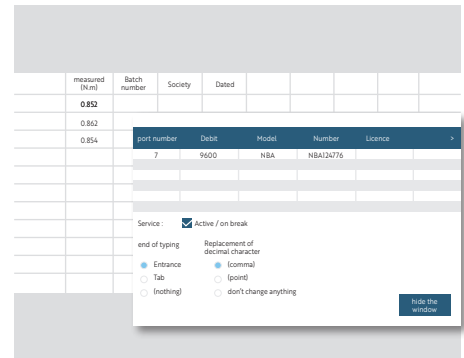 measured (N.m) Batch number Society Dated
0.852
0.862
0.854
port number Debit Model Number Licence >
7 9600 NBA NBA124776
Service : Active / on break
end of typing Replacement of decimal character
Entrance (comma)
Tab (point)
(nothing) don't change anything
hide the window